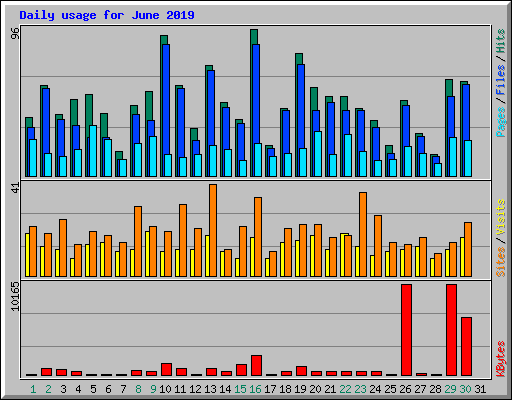 Daily usage for June 2019
96
Pages / Files / Hits
41
Sites / Visits
10165
KBytes
1 2 3 4 5 6 7 8 9 10 11 12 13 14 15 16 17 18 19 20 21 22 23 24 25 26 27 28 29 30 31